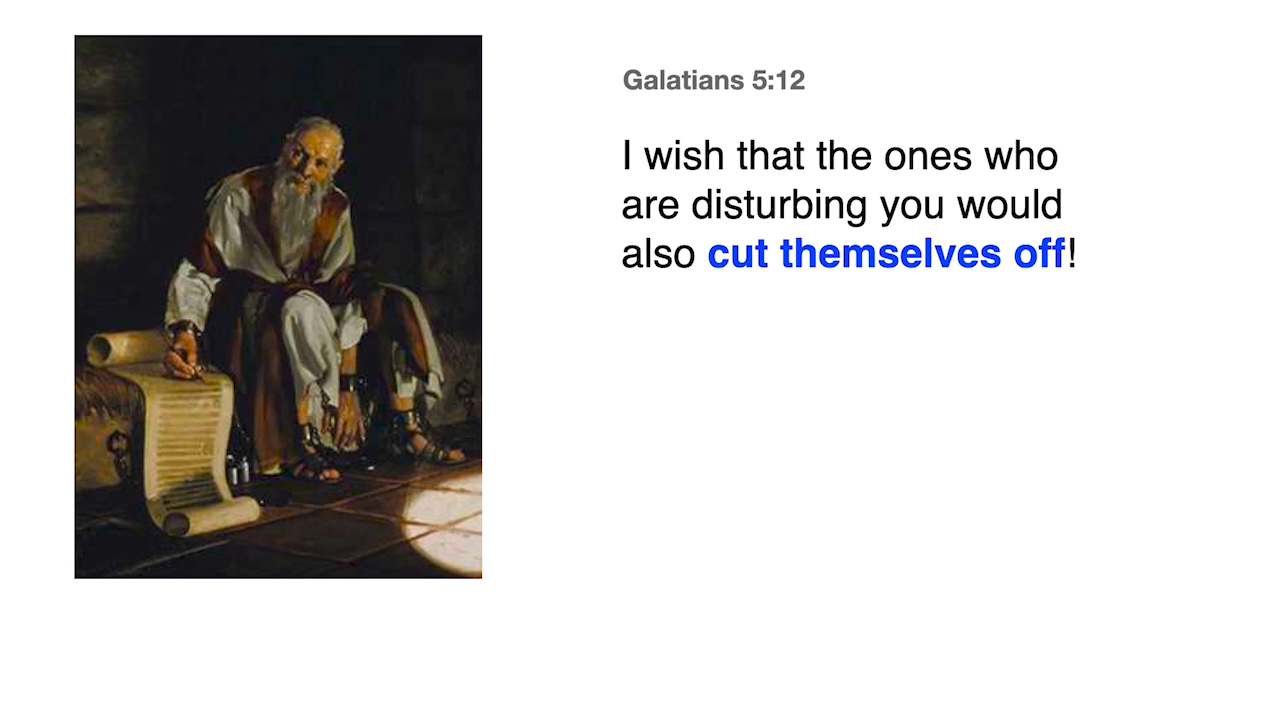 Galatians 5:12
I wish that the ones who
are disturbing you would
also cut themselves off!